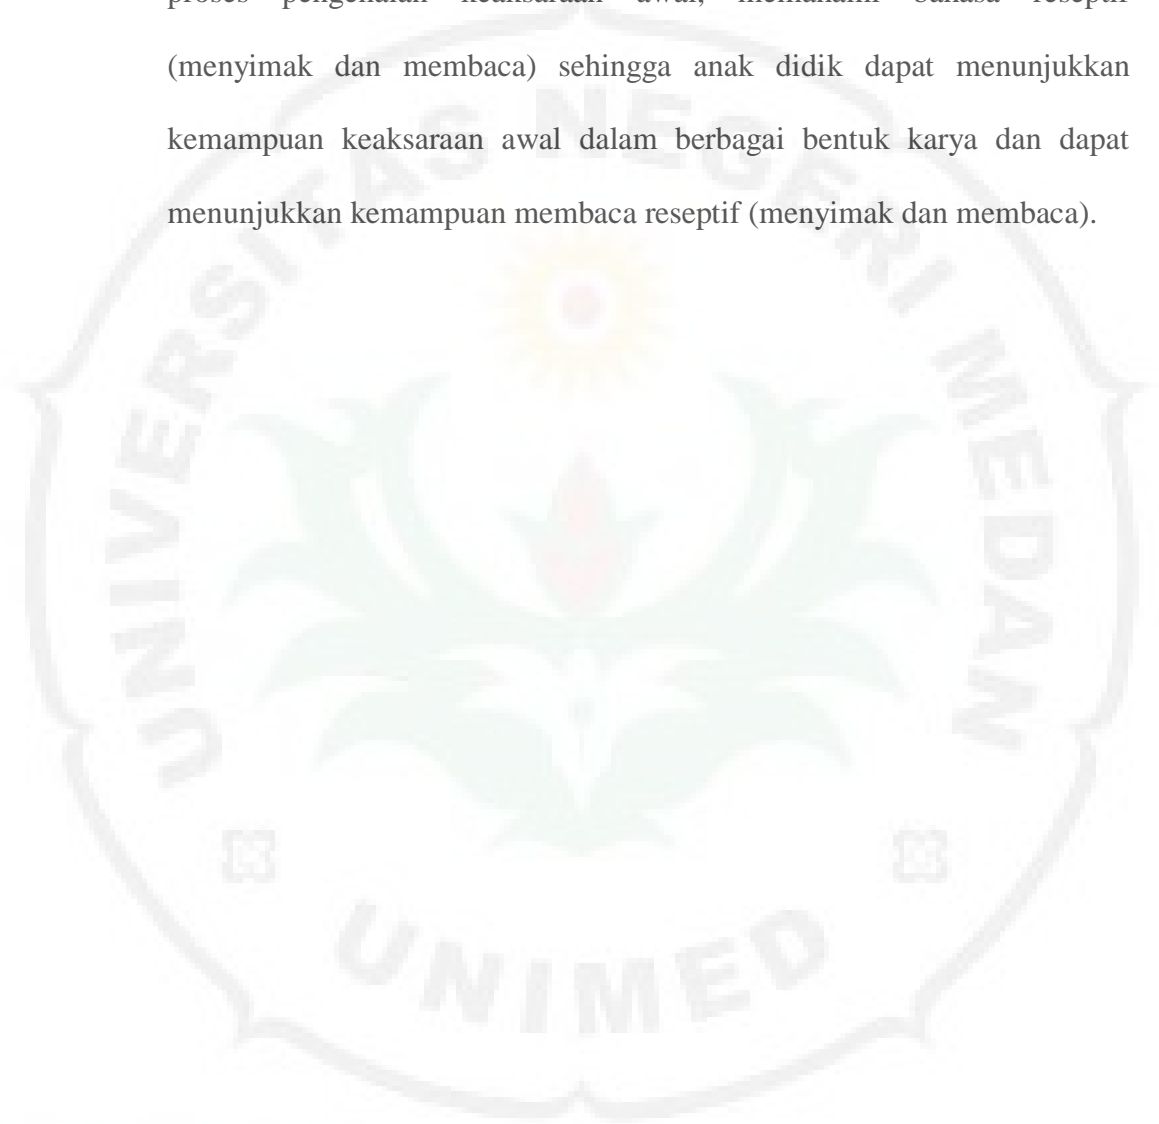 proses pengenalan keaksaraan awal, memahami bahasa reseptif
(menyimak dan membaca) sehingga anak didik dapat menunjukkan
kemampuan keaksaraan awal dalam berbagai bentuk karya dan dapat
menunjukkan kemampuan membaca reseptif (menyimak dan membaca).
UNIVERSITAS NEGERI MEDAN
UNIMED